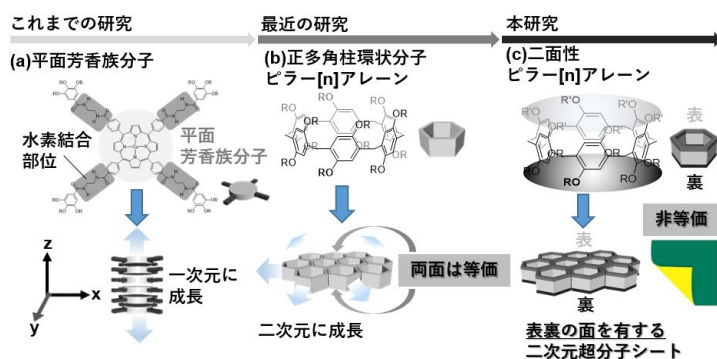 これまでの研究
最近の研究
本研究
(a)平面芳香族分子
水素結合
部位
平面
芳香族分子
z
x
y
一次元に
成長
(b)正多角柱環状分子
ピラー[n]アレーン
RO
OR
両面は等価
二次元に成長
(c)二面性
ピラー[n]アレーン
R'O
OR'
RO
OR
表
裏
非等価
表
裏
表裏の面を有する
二次元超分子シート